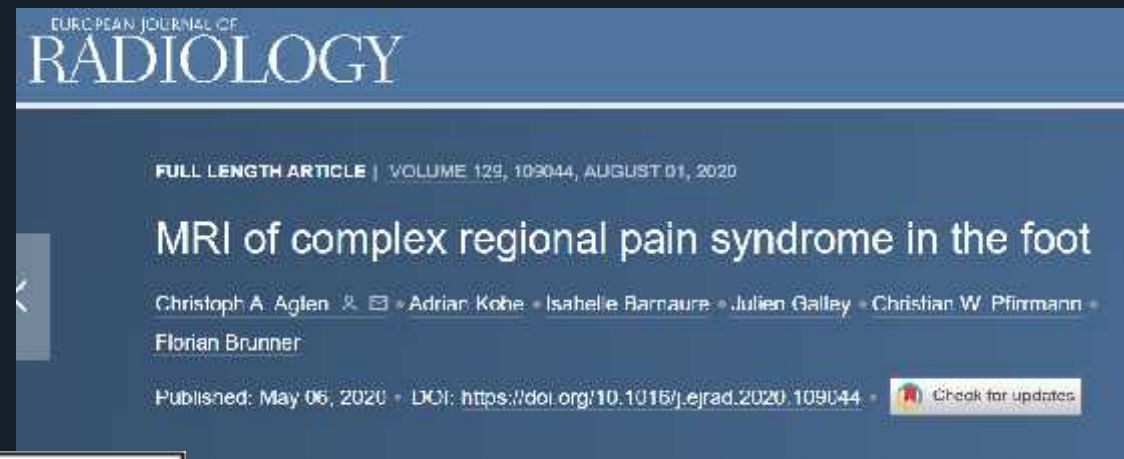 EUROPEAN JOURNAL OF
RADIOLOGY
FULL LENGTH ARTICLE | VOLUME 129, 109044, AUGUST 01, 2020
MRI of complex regional pain syndrome in the foot
Christoph A. Agten • Adrian Kobe • Isabelle Barnaure • Julien Galley • Christian W. Pfirrmann •
Florian Brunner
Published: May 06, 2020 • DOI: https://doi.org/10.1016/j.ejrad.2020.109044 • Check for updates